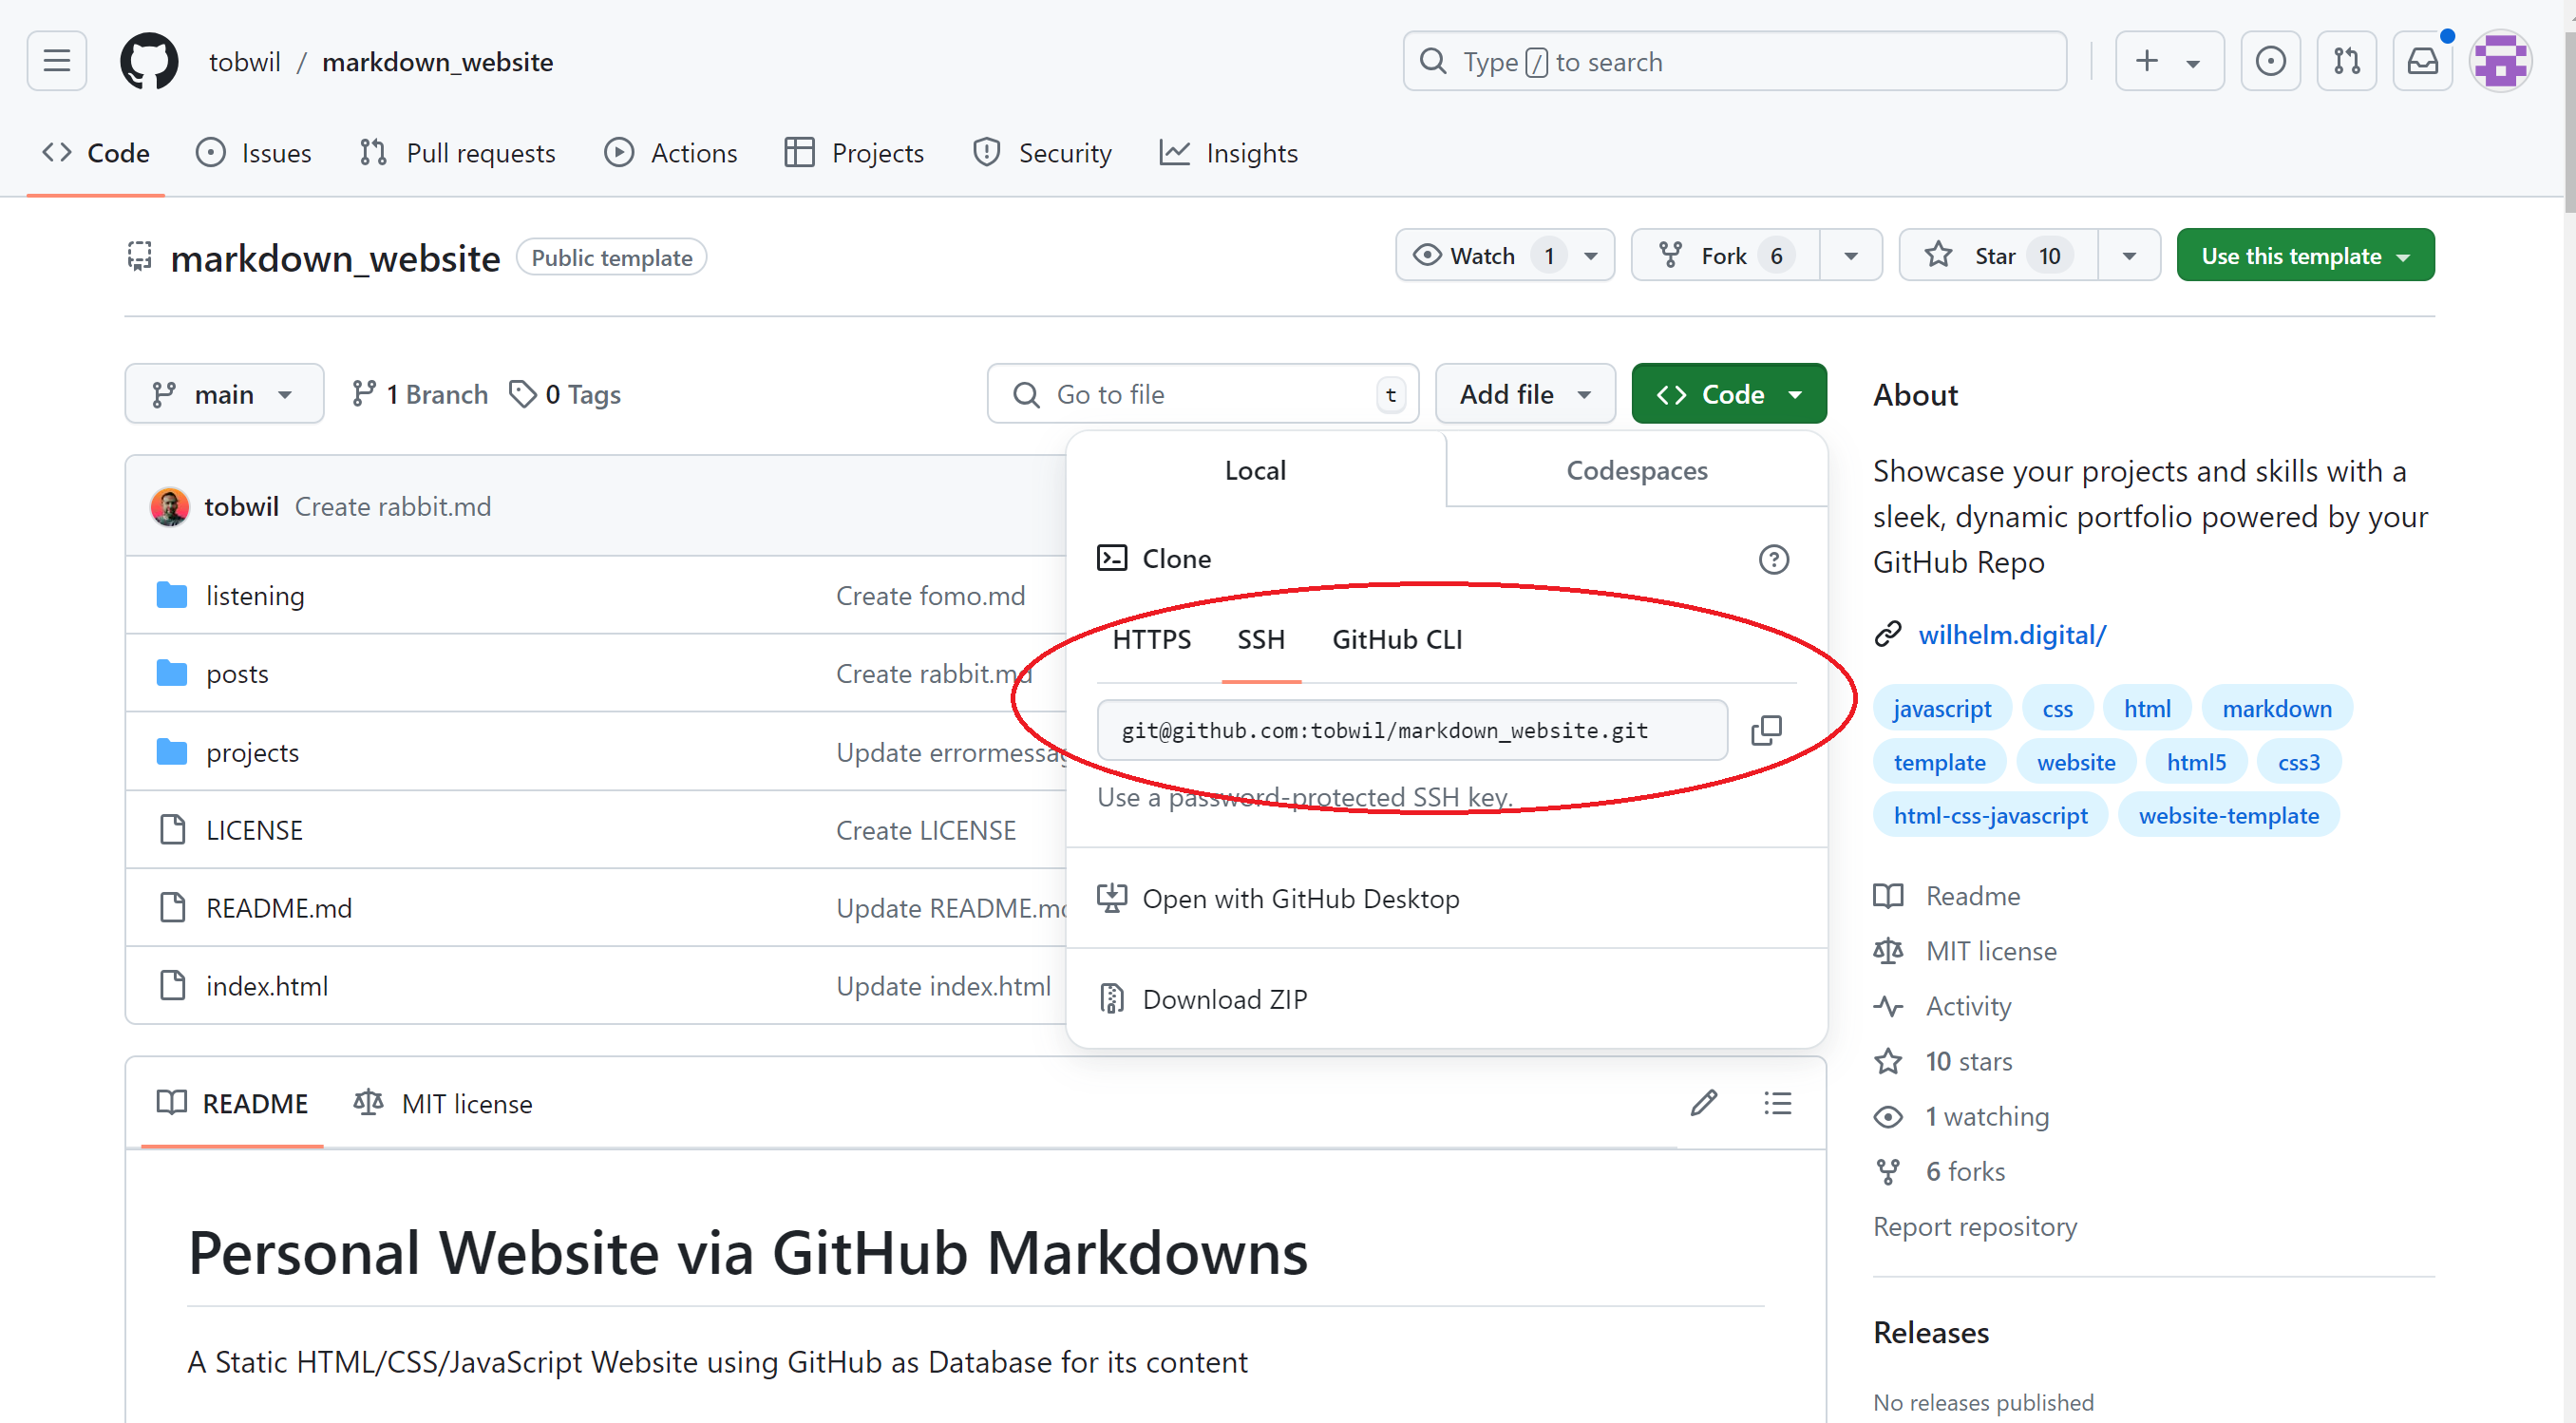 tobwil / markdown_website
Type / to search
Code Issues Pull requests Actions Projects Security Insights
markdown_website Public template
Watch 1 Fork 6 Star 10 Use this template
main 1 Branch 0 Tags Go to file t Add file Code
tobwil Create rabbit.md
listening Create fomo.md
posts Create rabbit.md
projects Update errormessag
LICENSE Create LICENSE
README.md Update README.md
index.html Update index.html
Local Codespaces
Clone
HTTPS SSH GitHub CLI
git@github.com:tobwil/markdown_website.git
Use a password-protected SSH key.
Open with GitHub Desktop
Download ZIP
README MIT license
Personal Website via GitHub Markdowns
A Static HTML/CSS/JavaScript Website using GitHub as Database for its content
About
Showcase your projects and skills with a
sleek, dynamic portfolio powered by your
GitHub Repo
wilhelm.digital/
javascript css html markdown
template website html5 css3
html-css-javascript website-template
Readme
MIT license
Activity
10 stars
1 watching
6 forks
Report repository
Releases
No releases published